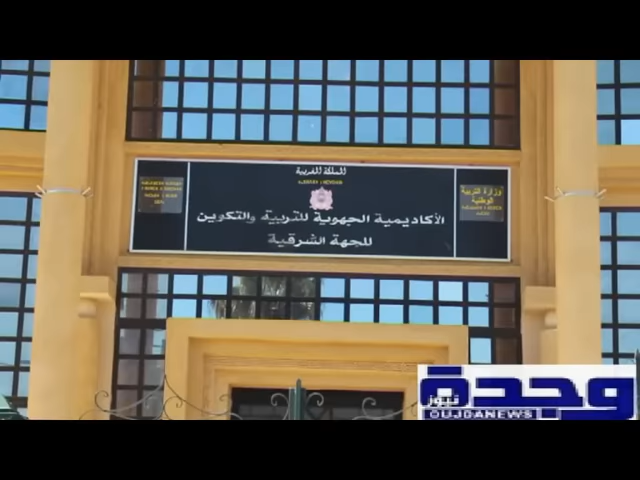 المملكة المغربية
الأكاديمية الجهوية للتربية والتكوين
للجهة الشرقية
وزارة التربية
الوطنية
وجدة
نيوز
OUJDANEWS